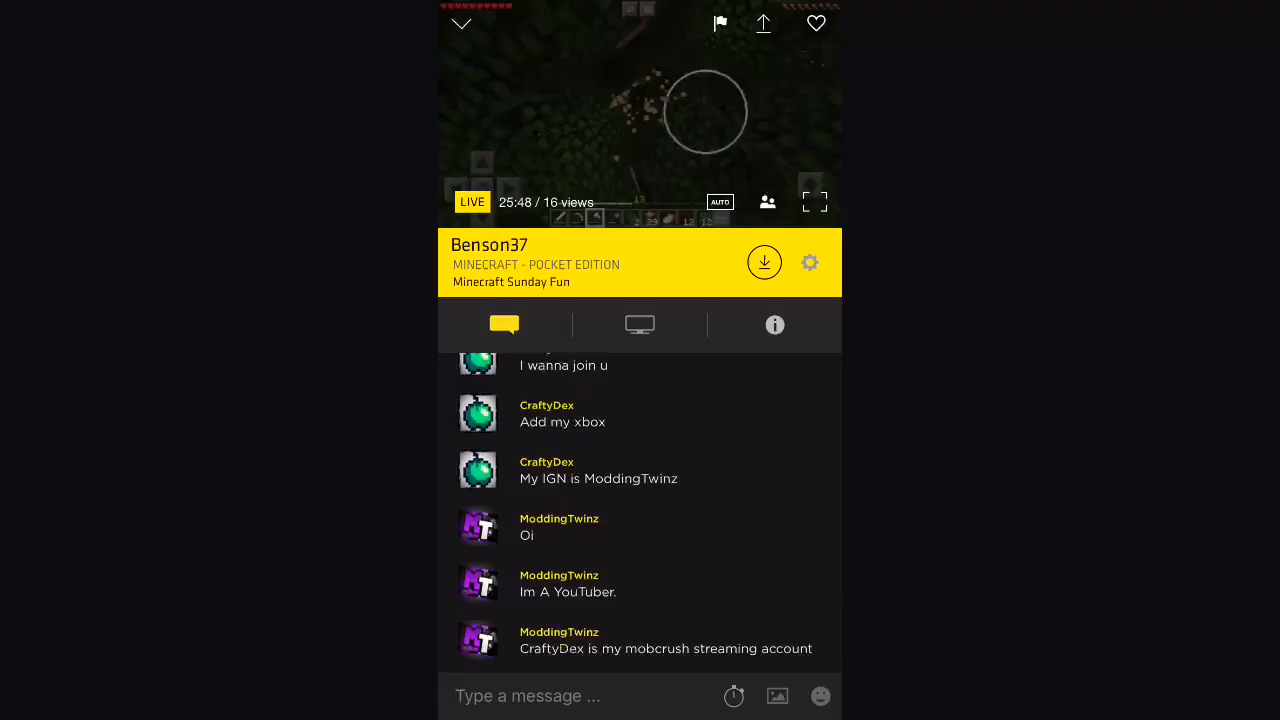 LIVE 25:48 / 16 views AUTO
Benson37
MINECRAFT - POCKET EDITION
Minecraft Sunday Fun
I wanna join u
CraftyDex
Add my xbox
CraftyDex
My IGN is ModdingTwinz
ModdingTwinz
Oi
ModdingTwinz
Im A YouTuber.
ModdingTwinz
CraftyDex is my mobcrush streaming account
Type a message ...